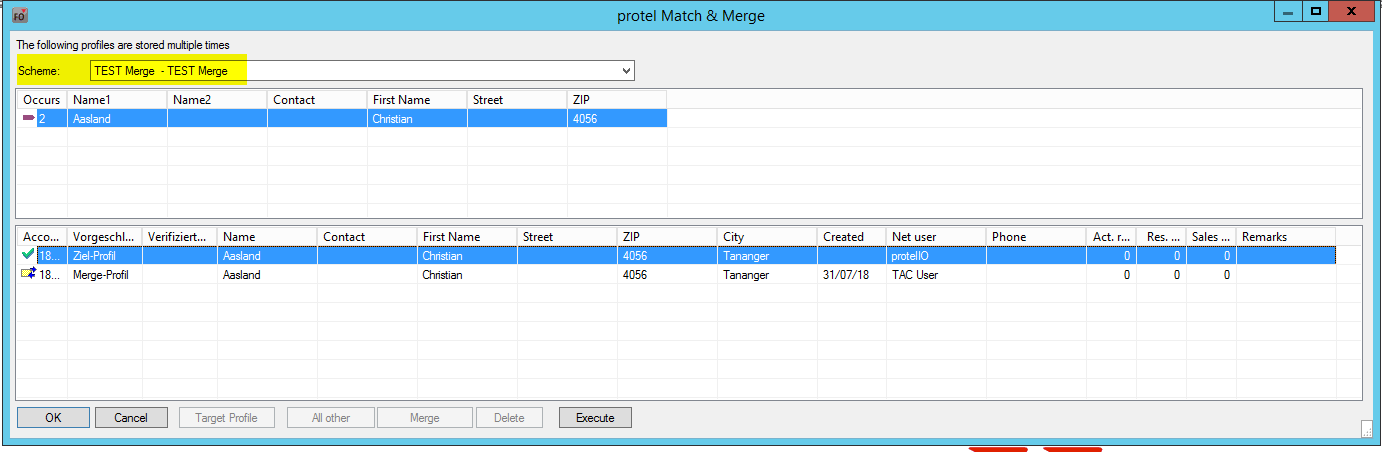 FO protel Match & Merge X
The following profiles are stored multiple times
Scheme: TEST Merge - TEST Merge
Occurs Name1 Name2 Contact First Name Street ZIP
2 Aasland Christian 4056
Acco... Vorgeschl... Verifiziert... Name Contact First Name Street ZIP City Created Net user Phone Act. r... Res. ... Sales ... Remarks
18... Ziel-Profil Aasland Christian 4056 Tananger protelIO 0 0 0
18... Merge-Profil Aasland Christian 4056 Tananger 31/07/18 TAC User 0 0 0
OK Cancel Target Profile All other Merge Delete Execute